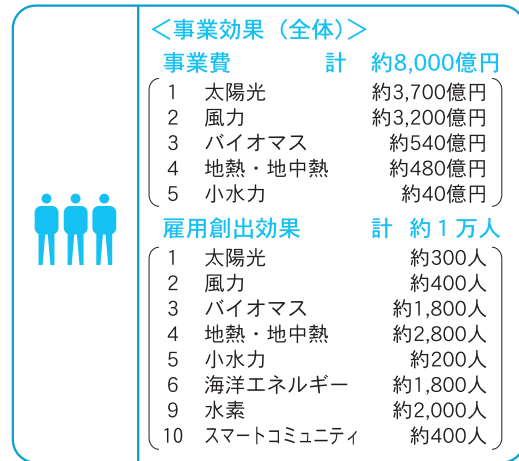 ＜事業効果（全体）＞
事業費 計 約8,000億円
1 太陽光 約3,700億円
2 風力 約3,200億円
3 バイオマス 約540億円
4 地熱・地中熱 約480億円
5 小水力 約40億円
雇用創出効果 計 約1万人
1 太陽光 約300人
2 風力 約400人
3 バイオマス 約1,800人
4 地熱・地中熱 約2,800人
5 小水力 約200人
6 海洋エネルギー 約1,800人
9 水素 約2,000人
10 スマートコミュニティ 約400人